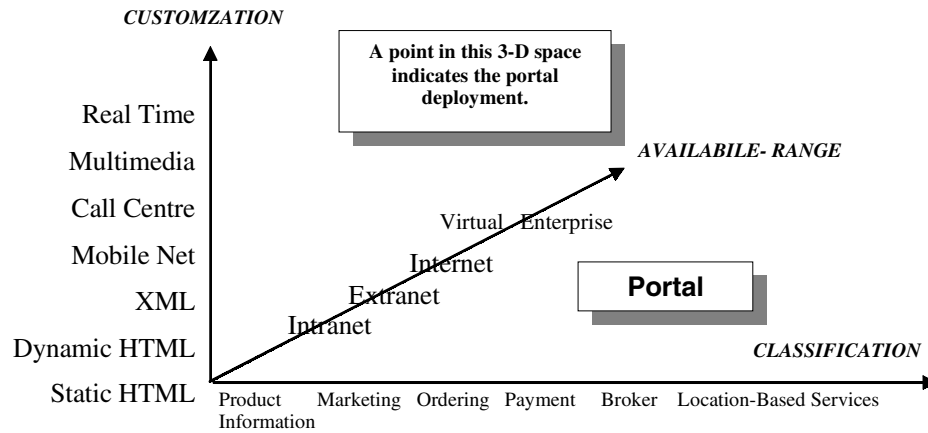 CUSTOMZATION
A point in this 3-D space
indicates the portal
deployment.
Real Time
Multimedia
Call Centre
Mobile Net
XML
Dynamic HTML
Static HTML
AVAILABILE- RANGE
Virtual Enterprise
Internet
Extranet
Intranet
Portal
CLASSIFICATION
Product
Information
Marketing
Ordering
Payment
Broker
Location-Based Services